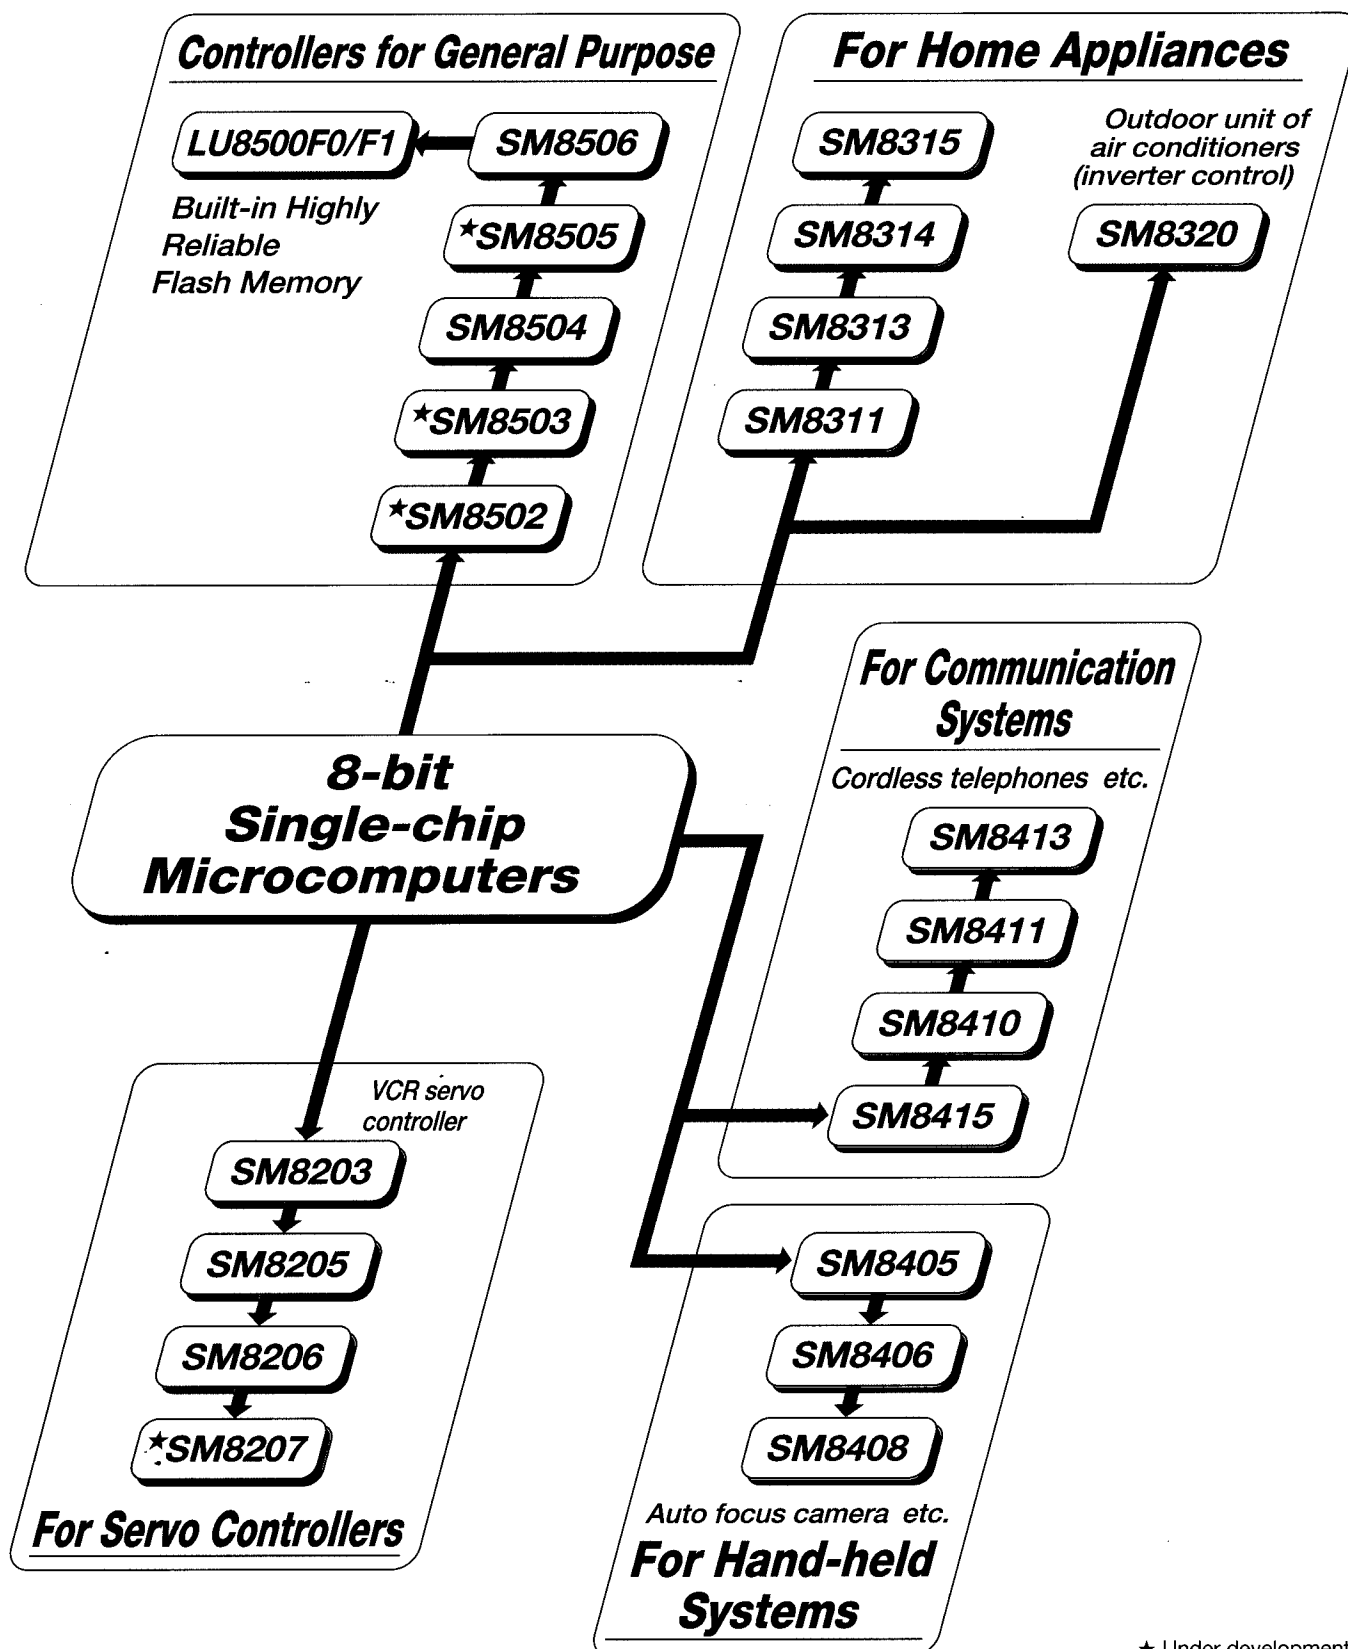 Controllers for General Purpose
LU8500F0/F1
SM8506
Built-in Highly
Reliable
Flash Memory
★SM8505
SM8504
★SM8503
★SM8502
For Home Appliances
SM8315
SM8314
SM8313
SM8311
Outdoor unit of
air conditioners
(inverter control)
SM8320
8-bit
Single-chip
Microcomputers
For Communication
Systems
Cordless telephones etc.
SM8413
SM8411
SM8410
SM8415
VCR servo
controller
SM8203
SM8205
SM8206
★SM8207
For Servo Controllers
SM8405
SM8406
SM8408
Auto focus camera etc.
For Hand-held
Systems
★ Under development